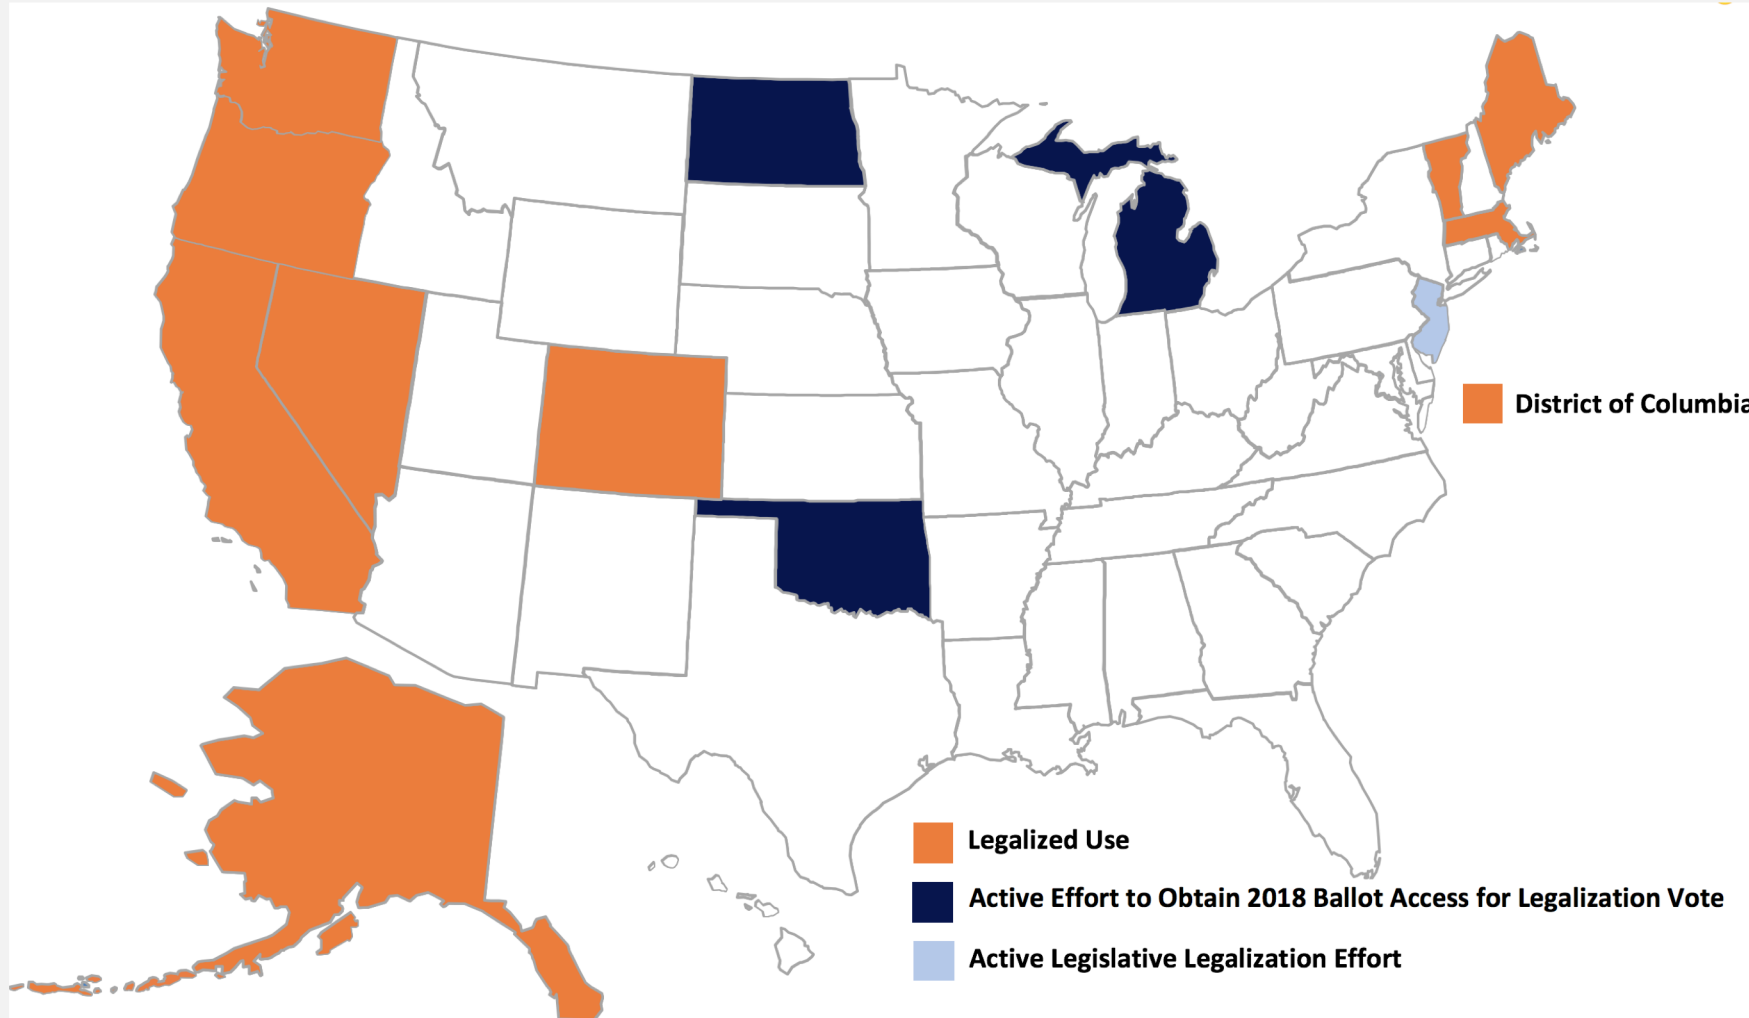 District of Columbia
Legalized Use
Active Effort to Obtain 2018 Ballot Access for Legalization Vote
Active Legislative Legalization Effort